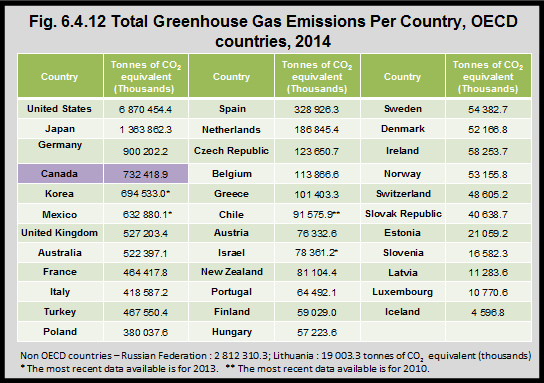 Fig. 6.4.12 Total Greenhouse Gas Emissions Per Country, OECD
countries, 2014
Country Tonnes of CO₂ equivalent (Thousands) Country Tonnes of CO₂ equivalent (Thousands) Country Tonnes of CO₂ equivalent (Thousands)
United States 6 870 454.4 Spain 328 926.3 Sweden 54 382.7
Japan 1 363 862.3 Netherlands 186 845.4 Denmark 52 166.8
Germany 900 202.2 Czech Republic 123 650.7 Ireland 58 253.7
Canada 732 418.9 Belgium 113 866.6 Norway 53 155.8
Korea 694 533.0* Greece 101 403.3 Switzerland 48 605.2
Mexico 632 880.1* Chile 91 575.9** Slovak Republic 40 638.7
United Kingdom 527 203.4 Austria 76 332.6 Estonia 21 059.2
Australia 522 397.1 Israel 78 361.2* Slovenia 16 582.3
France 464 417.8 New Zealand 81 104.4 Latvia 11 283.6
Italy 418 587.2 Portugal 64 492.1 Luxembourg 10 770.6
Turkey 467 550.4 Finland 59 029.0 Iceland 4 596.8
Poland 380 037.6 Hungary 57 223.6
Non OECD countries – Russian Federation : 2 812 310.3; Lithuania : 19 003.3 tonnes of CO₂ equivalent (thousands)
* The most recent data available is for 2013. ** The most recent data available is for 2010.